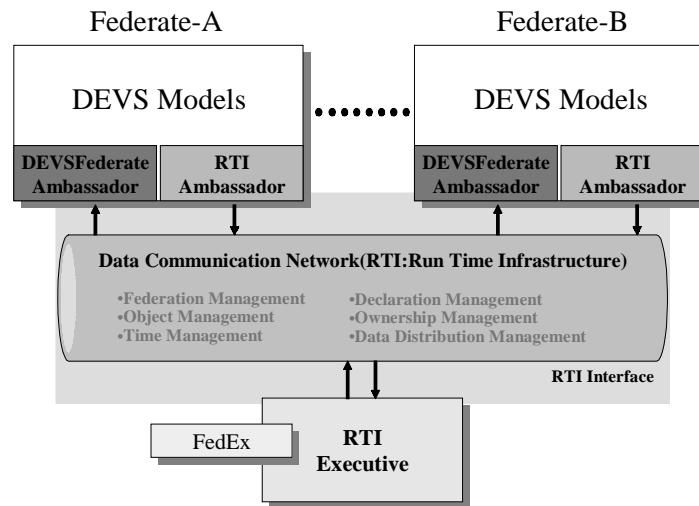 Federate-A
Federate-B
DEVS Models
DEVS Models
DEVSFederate
Ambassador
RTI
Ambassador
DEVSFederate
Ambassador
RTI
Ambassador
Data Communication Network(RTI:Run Time Infrastructure)
•Federation Management
•Object Management
•Time Management
•Declaration Management
•Ownership Management
•Data Distribution Management
RTI Interface
FedEx
RTI
Executive